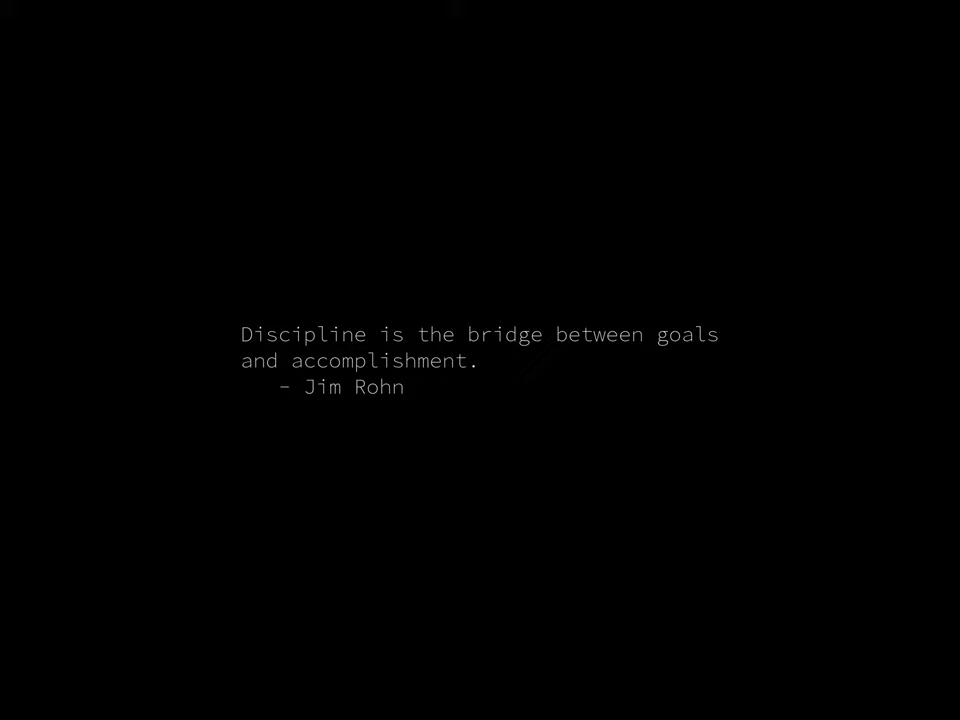 Discipline is the bridge between goals
and accomplishment.
– Jim Rohn